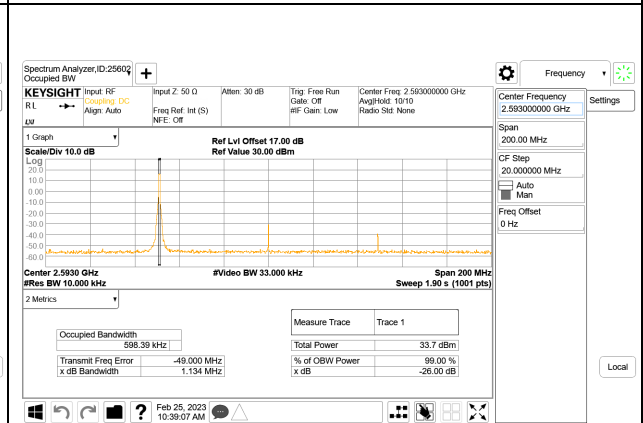 Spectrum Analyzer,ID:25602
Occupied BW
Frequency
KEYSIGHT
RL
Input: RF
Coupling: DC
Align: Auto
Input Z: 50 Ω
Freq Ref: Int (S)
NFE: Off
Atten: 30 dB
Trig: Free Run
Gate: Off
#IF Gain: Low
Center Freq: 2.593000000 GHz
Avg|Hold: 10/10
Radio Std: None
Center Frequency
2.593000000 GHz
Settings
Span
200.00 MHz
CF Step
20.000000 MHz
Auto
Man
Freq Offset
0 Hz
1 Graph
Scale/Div 10.0 dB
Ref Lvl Offset 17.00 dB
Ref Value 30.00 dBm
Log
20.0
10.0
0.00
-10.0
-20.0
-30.0
-40.0
-50.0
-60.0
Center 2.5930 GHz
#Video BW 33.000 kHz
Span 200 MHz
#Res BW 10.000 kHz
Sweep 1.90 s (1001 pts)
2 Metrics
Measure Trace
Trace 1
Occupied Bandwidth
598.39 kHz
Total Power
33.7 dBm
Transmit Freq Error
-49.000 MHz
% of OBW Power
99.00 %
x dB Bandwidth
1.134 MHz
x dB
-26.00 dB
Local
Feb 25, 2023
10:39:07 AM